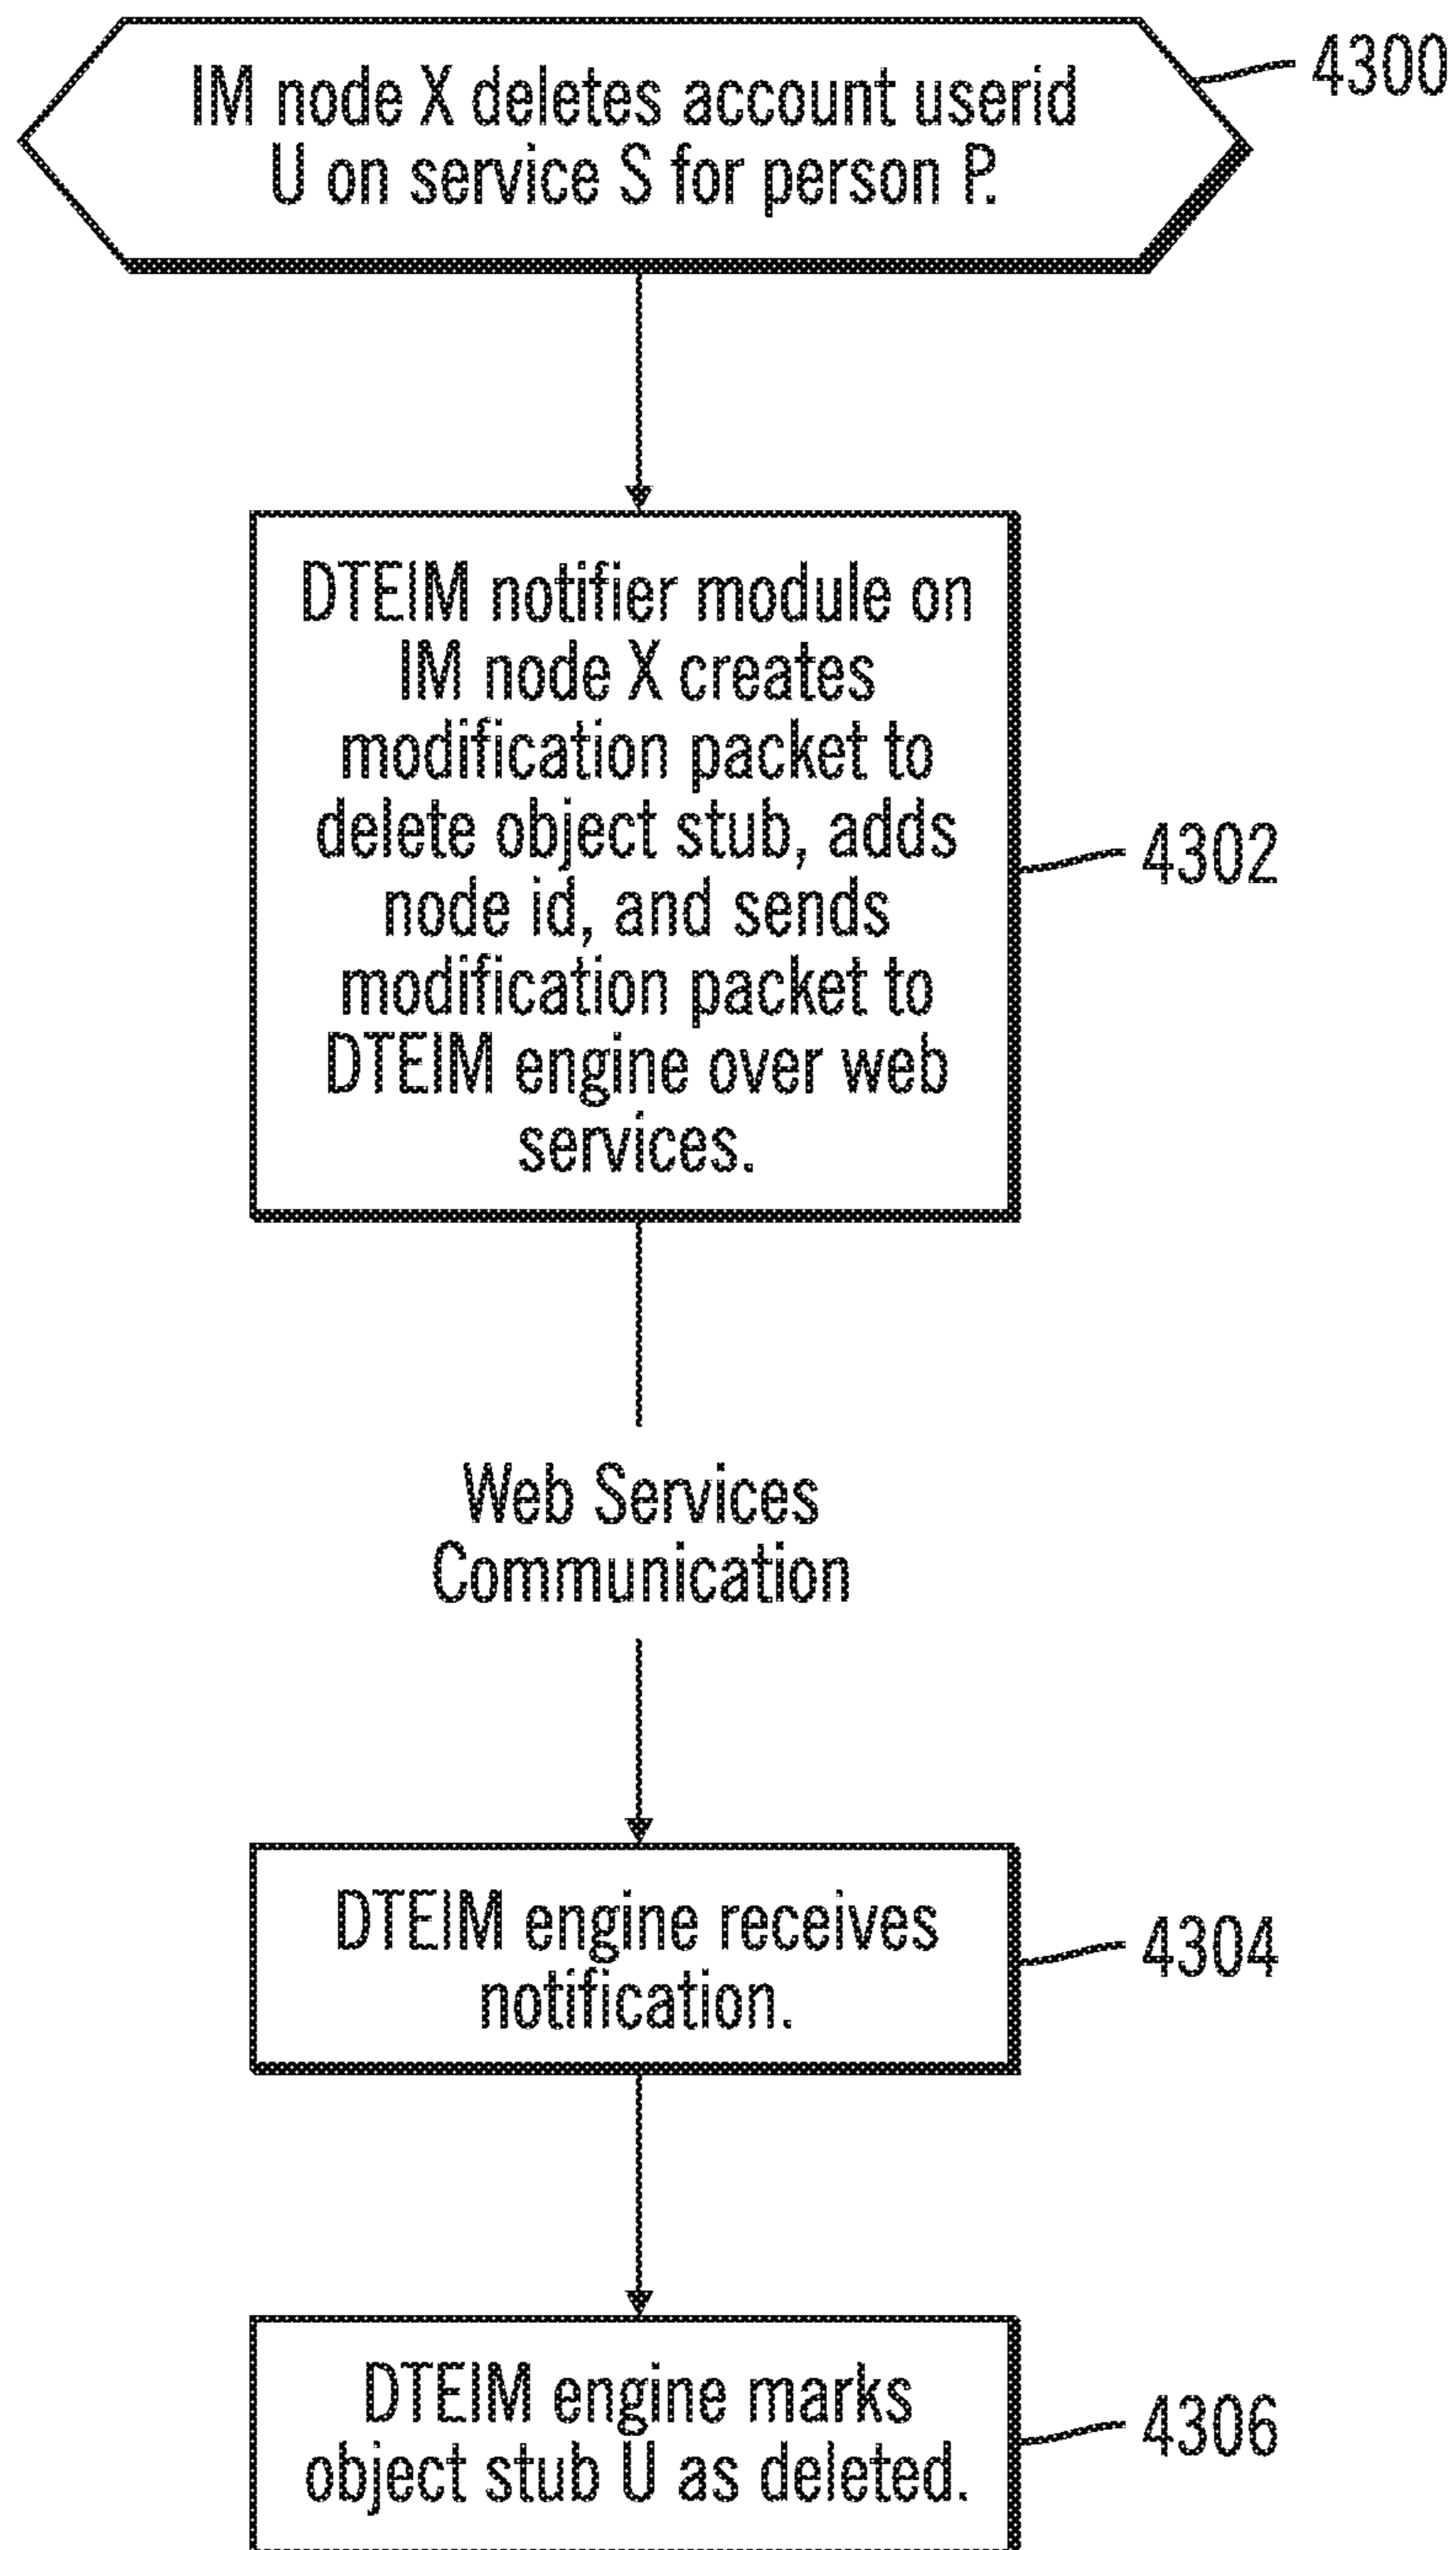 IM node X deletes account userid
U on service S for person P.
4300
DTEIM notifier module on
IM node X creates
modification packet to
delete object stub, adds
node id, and sends
modification packet to
DTEIM engine over web
services.
4302
Web Services
Communication
DTEIM engine receives
notification.
4304
DTEIM engine marks
object stub U as deleted.
4306